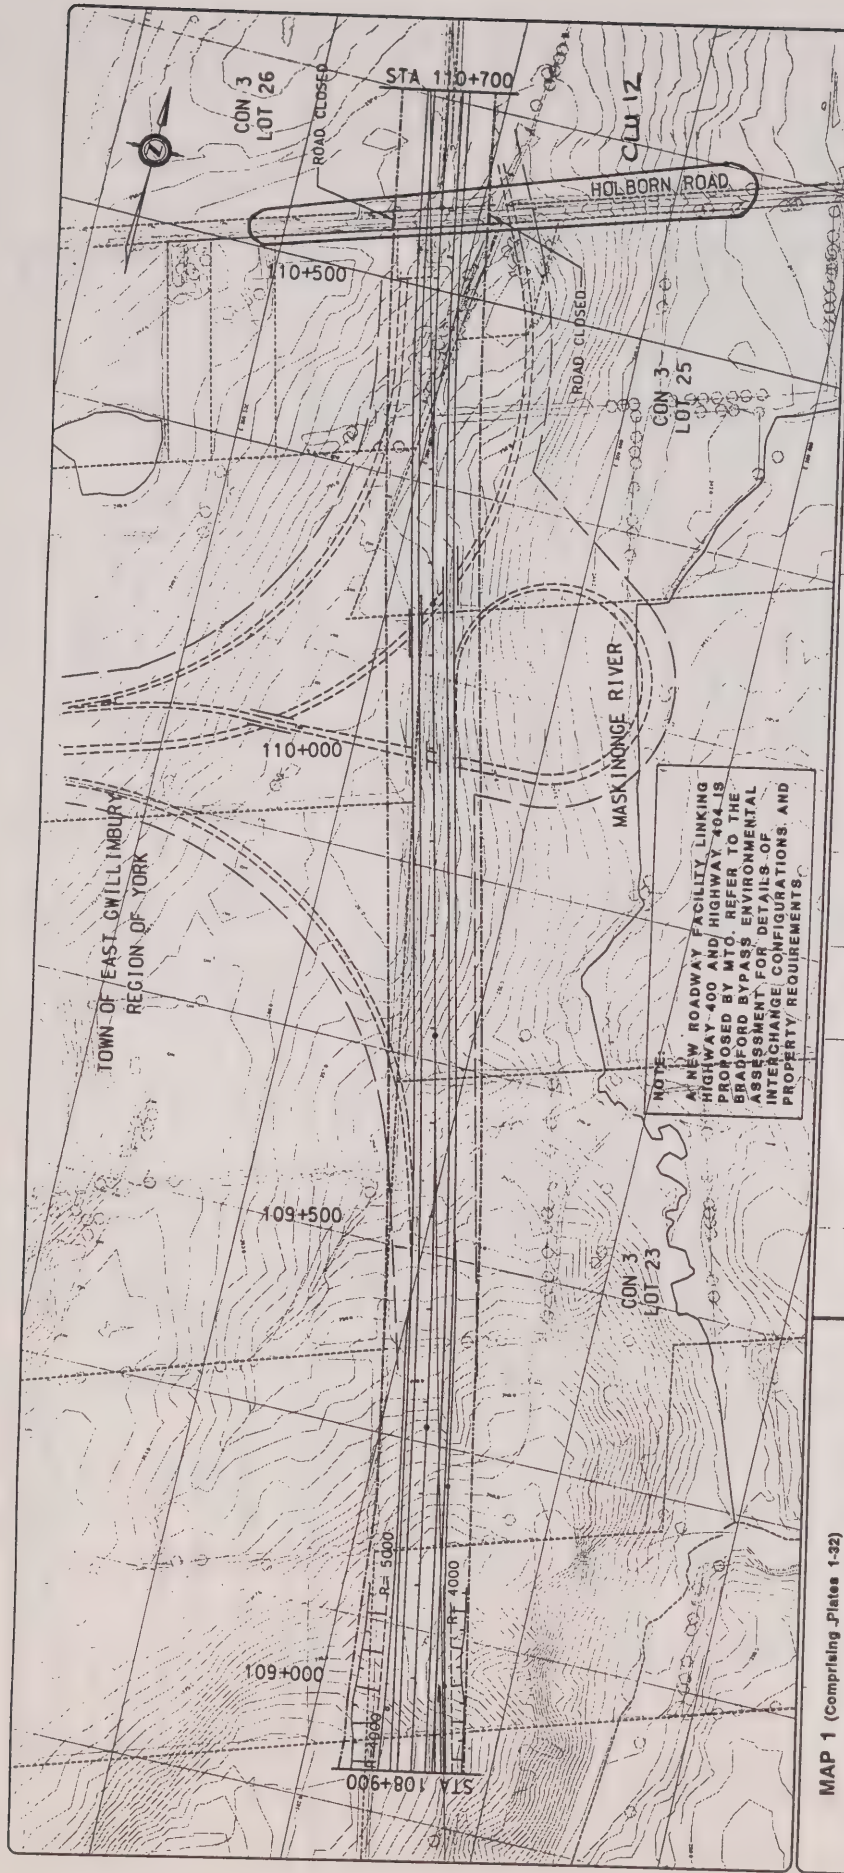 CON 3
LOT 26
ROAD CLOSED
STA 110+700
CLU 12
HOLBORN ROAD
110+500
ROAD CLOSED
CON 3
LOT 25
110+000
MASKINONGE RIVER
TOWN OF EAST GWILLIMBURY
REGION OF YORK
NOTE:
A NEW ROADWAY FACILITY LINKING
HIGHWAY 400 AND HIGHWAY 404 IS
PROPOSED BY MTO. REFER TO THE
BRADFORD BYPASS ENVIRONMENTAL
ASSESSMENT FOR DETAILS OF
INTERCHANGE CONFIGURATIONS AND
PROPERTY REQUIREMENTS.
109+500
CON 3
LOT 23
R= 5000
R= 4000
109+000
R=4000
STA 108+900
MAP 1 (Comprising Plates 1-32)